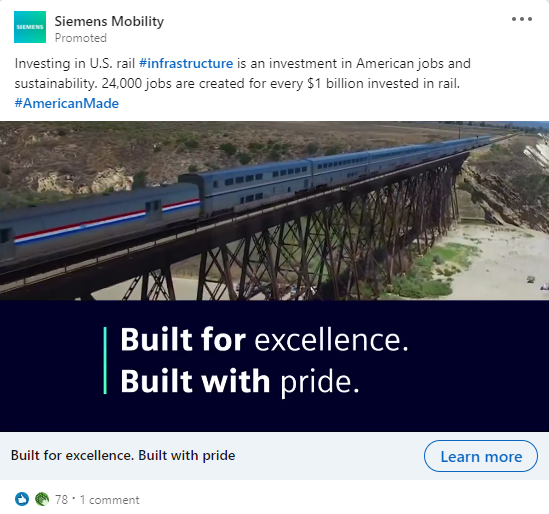 SIEMENS
Siemens Mobility
Promoted
Investing in U.S. rail #infrastructure is an investment in American jobs and
sustainability. 24,000 jobs are created for every $1 billion invested in rail.
#AmericanMade
Built for excellence.
Built with pride.
Built for excellence. Built with pride
Learn more
78 · 1 comment